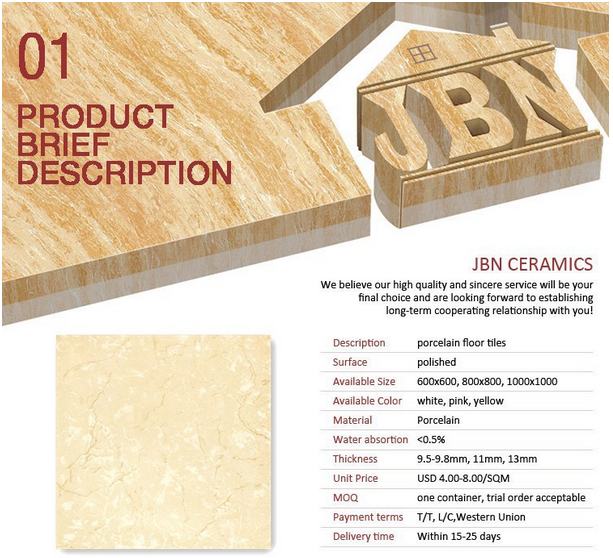 01
PRODUCT
BRIEF
DESCRIPTION
JBN
JBN CERAMICS
We believe our high quality and sincere service will be your
final choice and are looking forward to establishing
long-term cooperating relationship with you!
Description porcelain floor tiles
Surface polished
Available Size 600x600, 800x800, 1000x1000
Available Color white, pink, yellow
Material Porcelain
Water absortion <0.5%
Thickness 9.5-9.8mm, 11mm, 13mm
Unit Price USD 4.00-8.00/SQM
MOQ one container, trial order acceptable
Payment terms T/T, L/C,Western Union
Delivery time Within 15-25 days